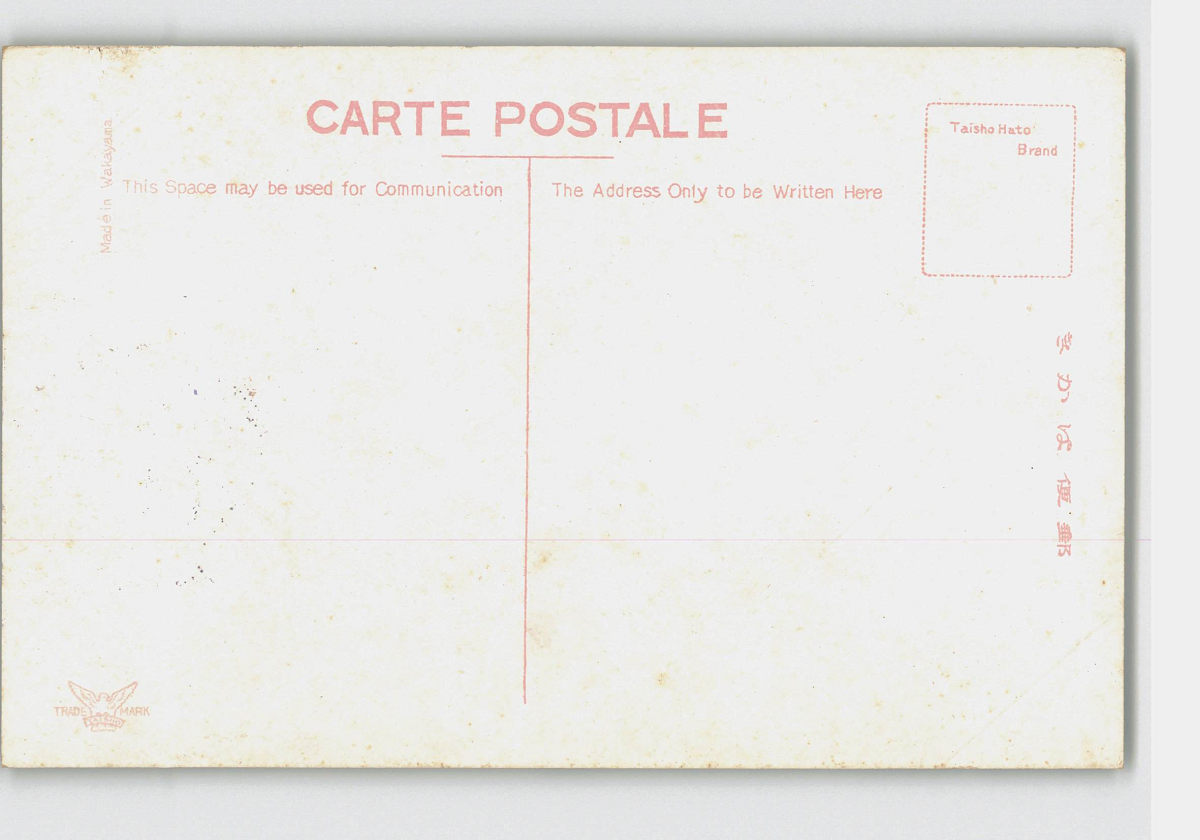 CARTE POSTALE
Made in Wakayama
This Space may be used for Communication
The Address Only to be Written Here
Taisho Hato
Brand
郵便はかき
TRADE MARK